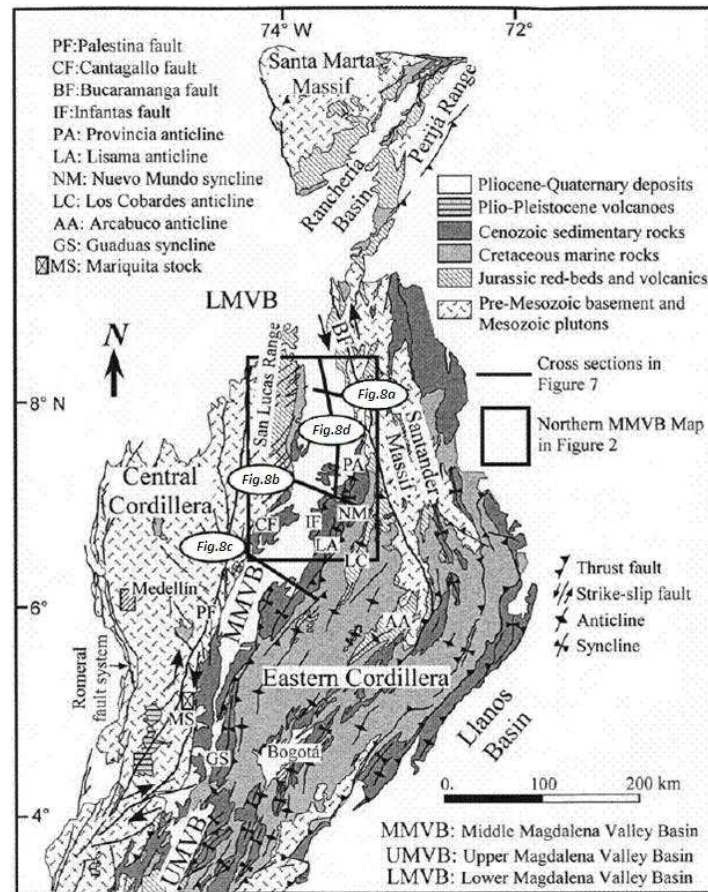 74° W
72°
PF:Palestina fault
CF:Cantagallo fault
BF:Bucaramanga fault
IF:Infantas fault
PA: Provincia anticline
LA: Lisama anticline
NM: Nuevo Mundo syncline
LC: Los Cobardes anticline
AA: Arcabuco anticline
GS: Guaduas syncline
MS: Mariquita stock
Santa Marta
Massif
Perija Range
Rancheria
Basin
Pliocene-Quaternary deposits
Plio-Pleistocene volcanoes
Cenozoic sedimentary rocks
Cretaceous marine rocks
Jurassic red-beds and volcanics
Pre-Mesozoic basement and
Mesozoic plutons
LMVB
N
BF
San Lucas Range
Cross sections in
Figure 7
Northern MMVB Map
in Figure 2
8° N
Fig.8a
Fig.8d
Fig.8b
Fig.8c
Santander
Massif
PA
Central
Cordillera
CF
IF
NM
LA
LC
Medellín
PF
MMVB
6°
Thrust fault
Strike-slip fault
Anticline
Syncline
AA
Romeral
fault system
Eastern Cordillera
MS
GS
Bogotá
Llanos
Basin
0.
100
200 km
4°
UMVB
MMVB: Middle Magdalena Valley Basin
UMVB: Upper Magdalena Valley Basin
LMVB: Lower Magdalena Valley Basin